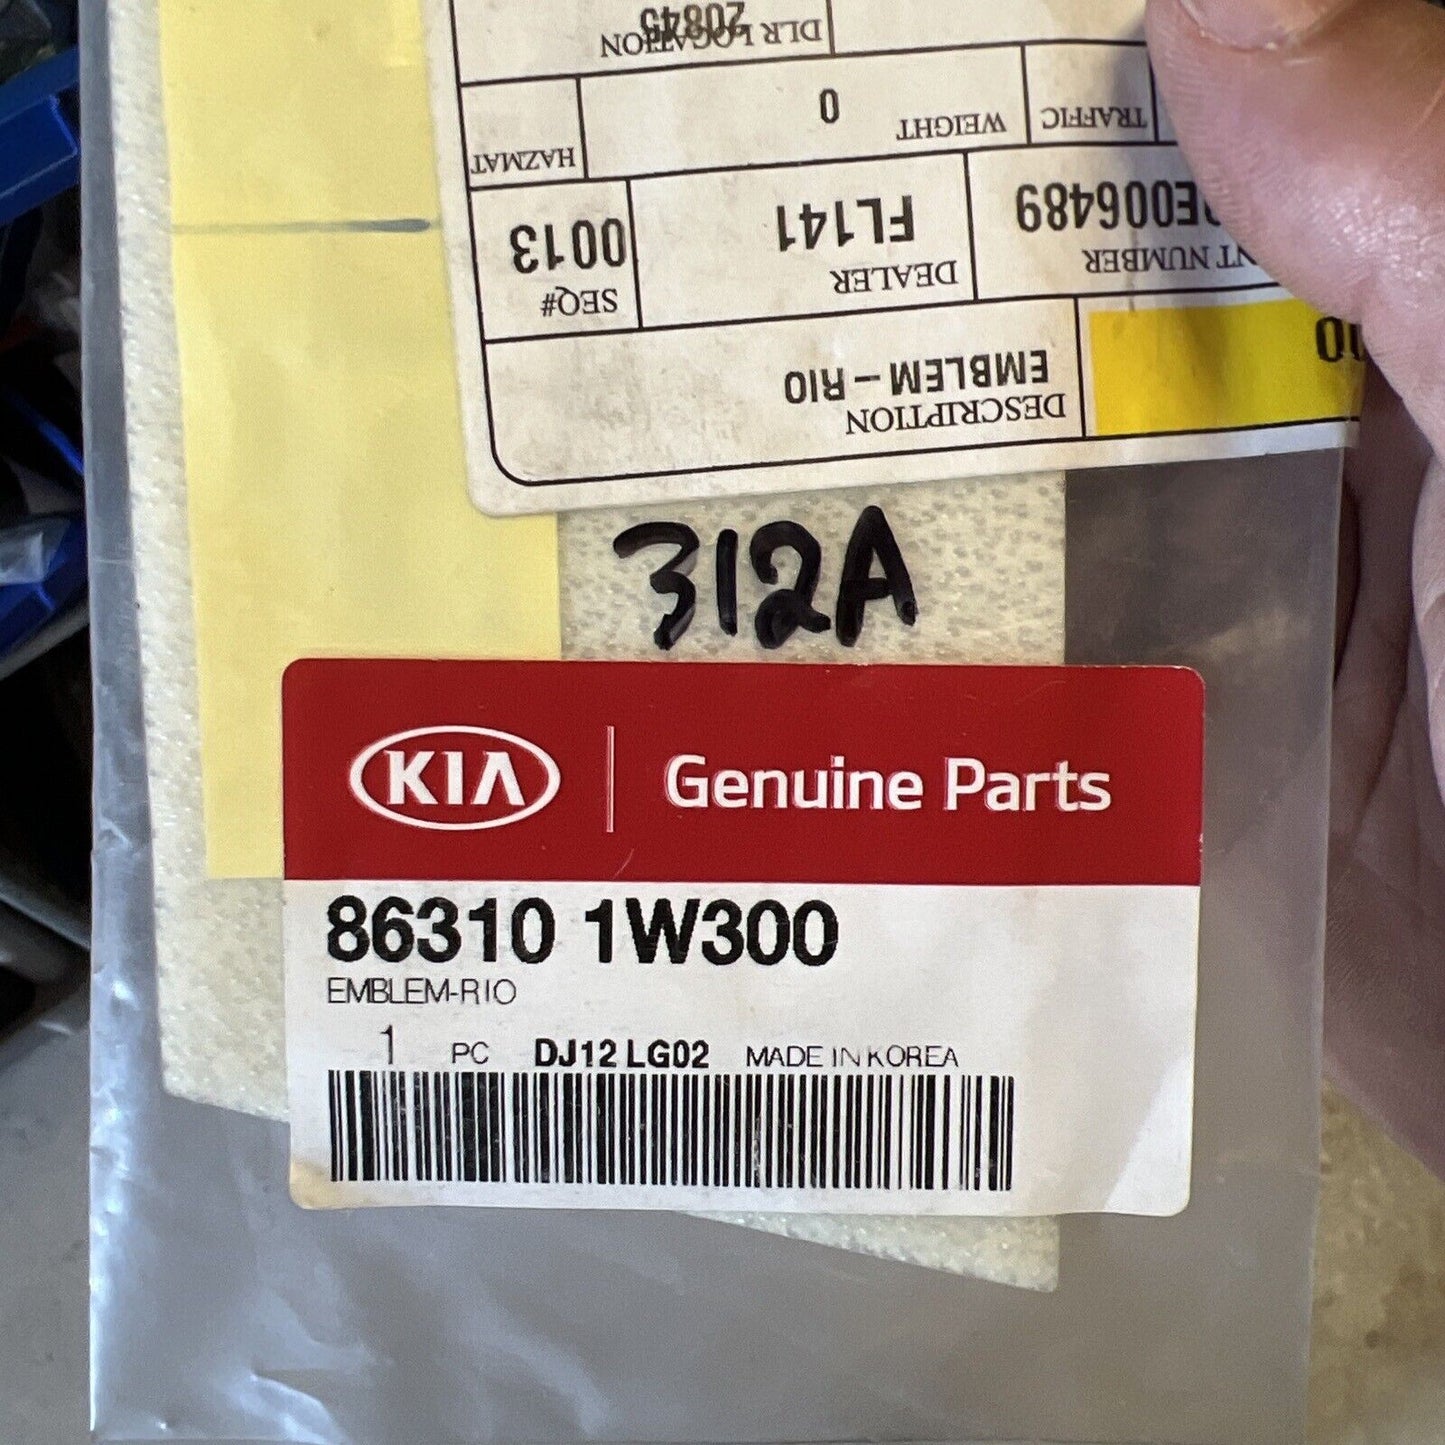 DESCRIPTION
EMBLEM-RIO
SEQ#
0013
DEALER
FL141
NT NUMBER
E006489
HAZMAT
WEIGHT
0
TRAFFIC
DLR LOCATION
20845
312A
KIA Genuine Parts
86310 1W300
EMBLEM-RIO
1 PC DJ12 LG02 MADE IN KOREA